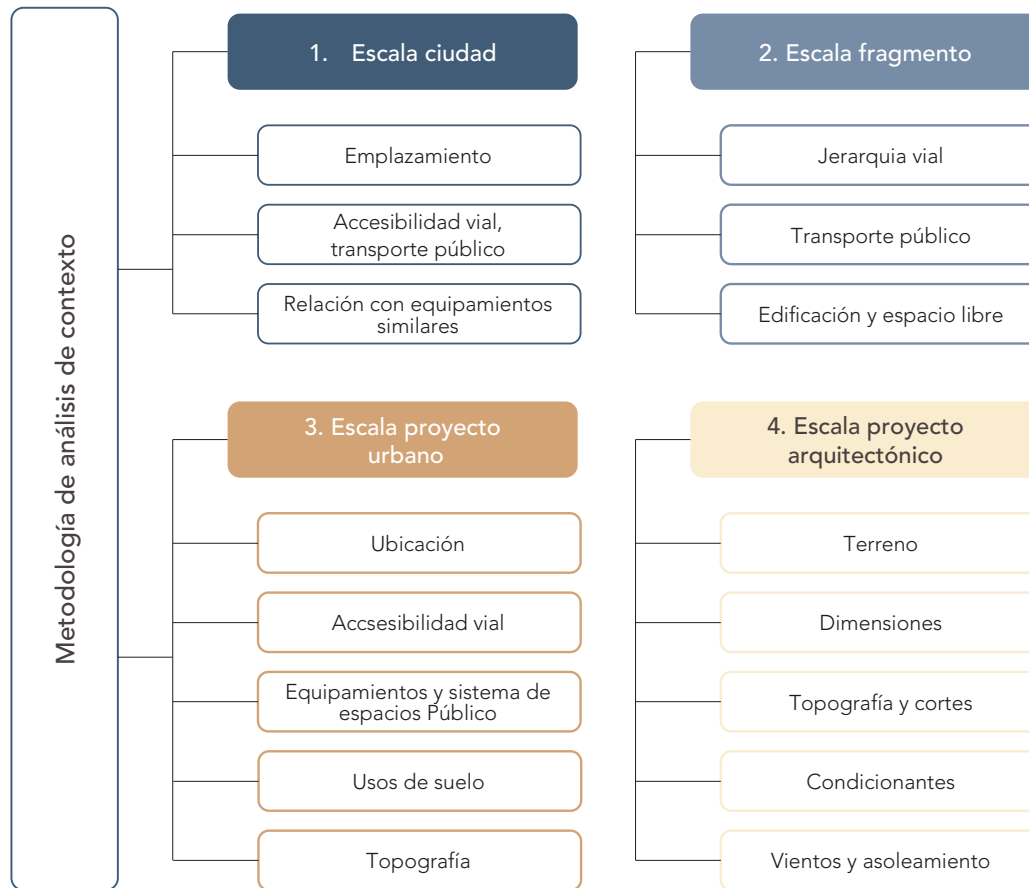 Metodología de análisis de contexto
1. Escala ciudad
Emplazamiento
Accesibilidad vial,
transporte público
Relación con equipamientos
similares
2. Escala fragmento
Jerarquia vial
Transporte público
Edificación y espacio libre
3. Escala proyecto
urbano
Ubicación
Accsesibilidad vial
Equipamientos y sistema de
espacios Público
Usos de suelo
Topografía
4. Escala proyecto
arquitectónico
Terreno
Dimensiones
Topografía y cortes
Condicionantes
Vientos y asoleamiento